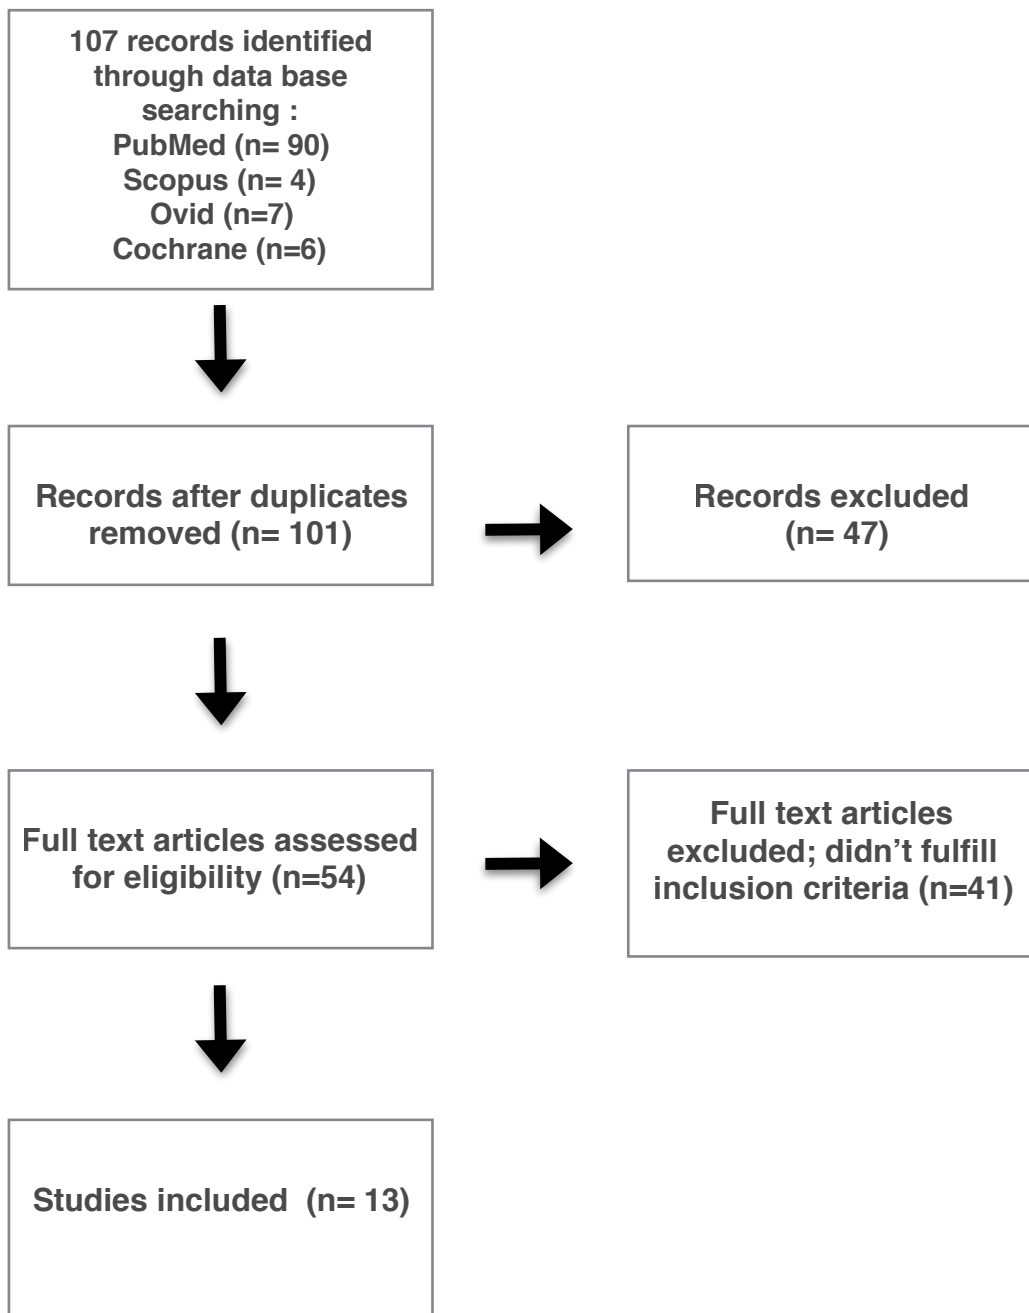 107 records identified
through data base
searching :
PubMed (n= 90)
Scopus (n= 4)
Ovid (n=7)
Cochrane (n=6)
Records after duplicates
removed (n= 101)
Records excluded
(n= 47)
Full text articles assessed
for eligibility (n=54)
Full text articles
excluded; didn’t fulfill
inclusion criteria (n=41)
Studies included  (n= 13)